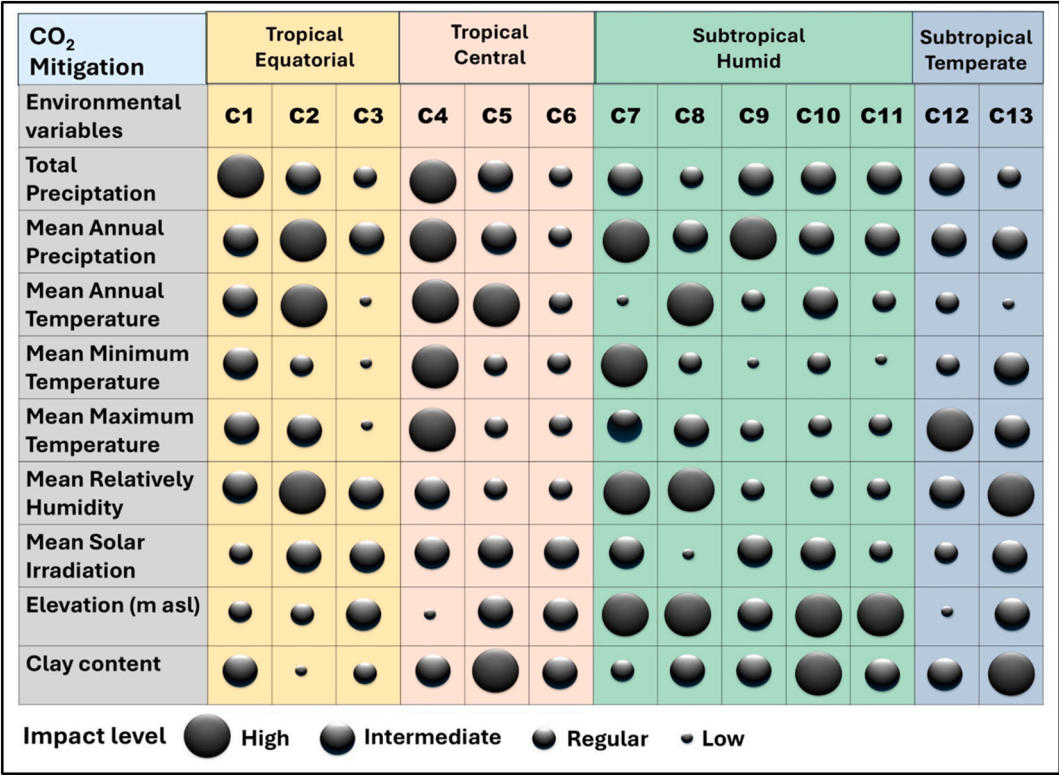 CO₂
Mitigation
Tropical
Equatorial
Tropical
Central
Subtropical
Humid
Subtropical
Temperate
Environmental
variables
C1 C2 C3 C4 C5 C6 C7 C8 C9 C10 C11 C12 C13
Total
Preciptation
Mean Annual
Preciptation
Mean Annual
Temperature
Mean Minimum
Temperature
Mean Maximum
Temperature
Mean Relatively
Humidity
Mean Solar
Irradiation
Elevation (m asl)
Clay content
Impact level High Intermediate Regular Low